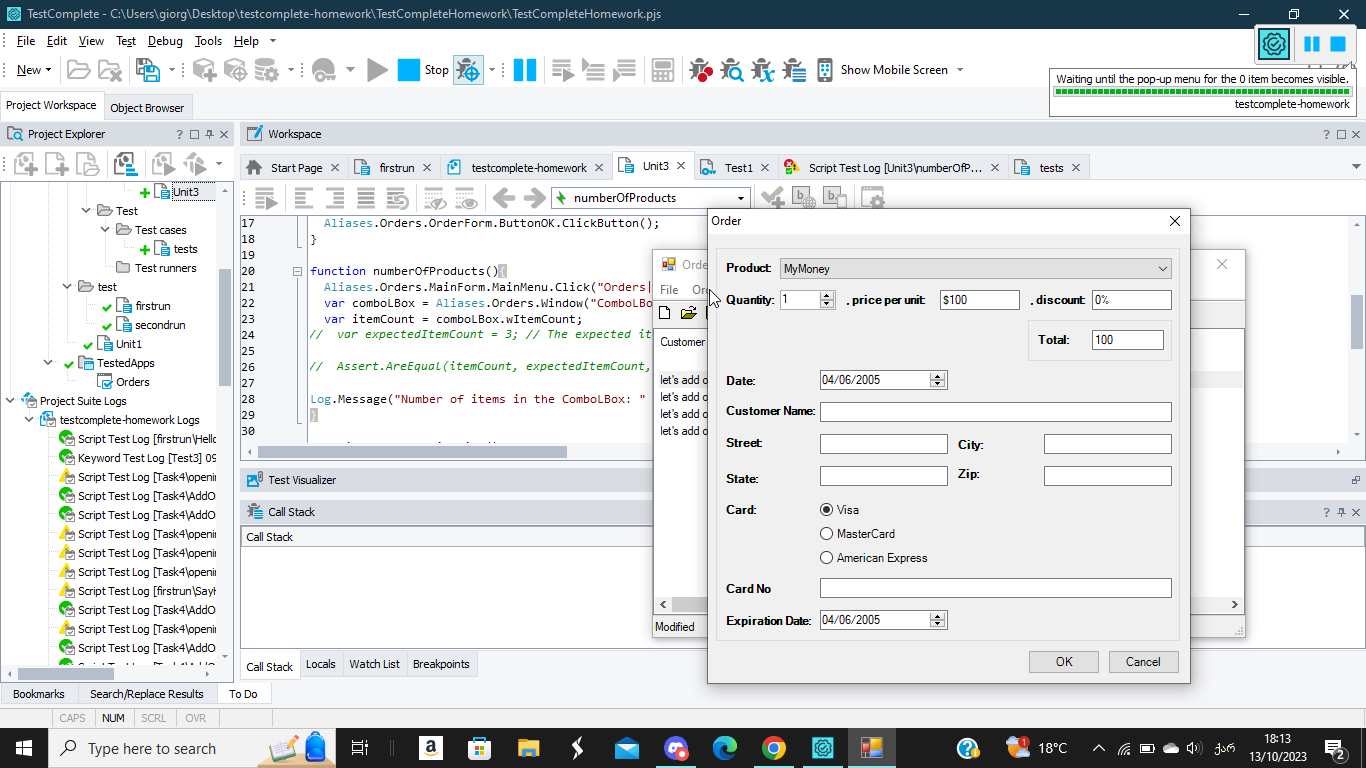 TestComplete - C:\Users\giorg\Desktop\testcomplete-homework\TestCompleteHomework\TestCompleteHomework.pjs
File Edit View Test Debug Tools Help
New Stop Show Mobile Screen
Waiting until the pop-up menu for the 0 item becomes visible.
testcomplete-homework
Project Workspace Object Browser
Project Explorer
Workspace
Start Page firstrun testcomplete-homework Unit3 Test1 Script Test Log [Unit3\numberOfP... tests
numberOfProducts
Unit3
Test
Test cases
tests
Test runners
test
firstrun
secondrun
Unit1
TestedApps
Orders
Project Suite Logs
testcomplete-homework Logs
Script Test Log [firstrun\Hello
Keyword Test Log [Test3] 09
Script Test Log [Task4\openin
Script Test Log [Task4\AddO
Script Test Log [Task4\AddO
Script Test Log [Task4\openin
Script Test Log [Task4\openin
Script Test Log [Task4\openin
Script Test Log [firstrun\SayH
Script Test Log [Task4\AddO
Script Test Log [Task4\openin
Script Test Log [Task4\AddO
17 Aliases.Orders.OrderForm.ButtonOK.ClickButton();
18 }
19
20 function numberOfProducts(){
21 Aliases.Orders.MainForm.MainMenu.Click("Orders|
22 var comboLBox = Aliases.Orders.Window("ComboLBo
23 var itemCount = comboLBox.wItemCount;
24 // var expectedItemCount = 3; // The expected it
25
26 // Assert.AreEqual(itemCount, expectedItemCount,
27
28 Log.Message("Number of items in the ComboLBox: "
29 }
30
Test Visualizer
Call Stack
Call Stack
Call Stack Locals Watch List Breakpoints
Bookmarks Search/Replace Results To Do
CAPS NUM SCRL OVR
Orde
File Or
Customer
let's add o
let's add o
let's add o
let's add o
Modified
Order
Product: MyMoney
Quantity: 1 , price per unit: $100 , discount: 0%
Total: 100
Date: 04/06/2005
Customer Name:
Street: City:
State: Zip:
Card: Visa
MasterCard
American Express
Card No
Expiration Date: 04/06/2005
OK Cancel
Type here to search
18°C
ქარ
18:13
13/10/2023
1
2